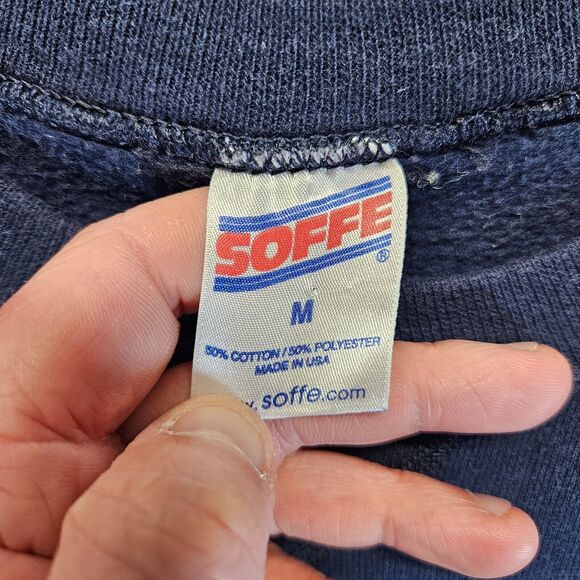 SOFFE
®
M
50% COTTON / 50% POLYESTER
MADE IN USA
.soffe.com